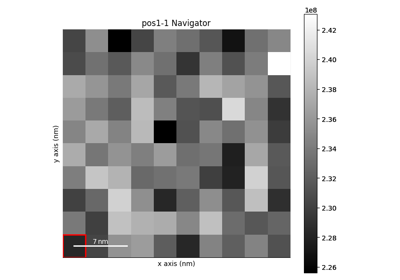 pos1-1 Navigator
1e8
2.42
2.40
2.38
2.36
2.34
2.32
2.30
2.28
2.26
y axis (nm)
7 nm
x axis (nm)